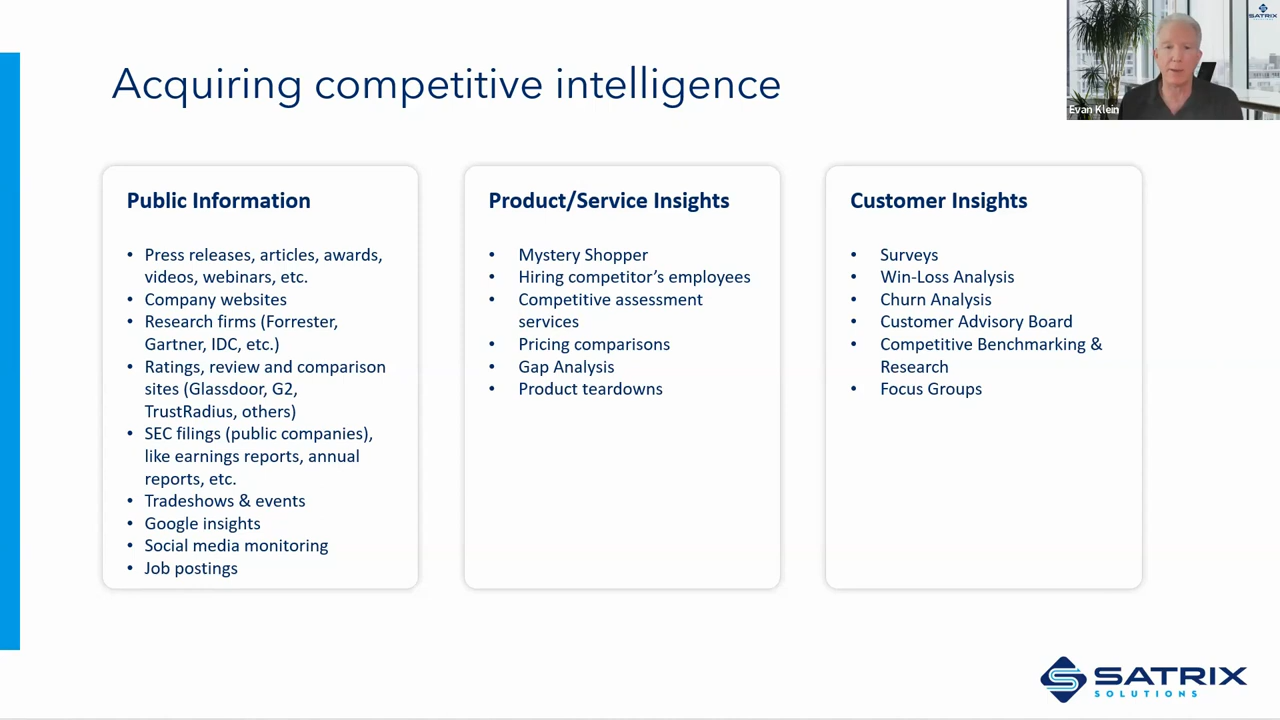 Acquiring competitive intelligence
SATRIX
SOLUTIONS
Evan Klein
Public Information
• Press releases, articles, awards,
videos, webinars, etc.
• Company websites
• Research firms (Forrester,
Gartner, IDC, etc.)
• Ratings, review and comparison
sites (Glassdoor, G2,
TrustRadius, others)
• SEC filings (public companies),
like earnings reports, annual
reports, etc.
• Tradeshows & events
• Google insights
• Social media monitoring
• Job postings
Product/Service Insights
• Mystery Shopper
• Hiring competitor’s employees
• Competitive assessment
services
• Pricing comparisons
• Gap Analysis
• Product teardowns
Customer Insights
• Surveys
• Win-Loss Analysis
• Churn Analysis
• Customer Advisory Board
• Competitive Benchmarking &
Research
• Focus Groups
SATRIX
SOLUTIONS